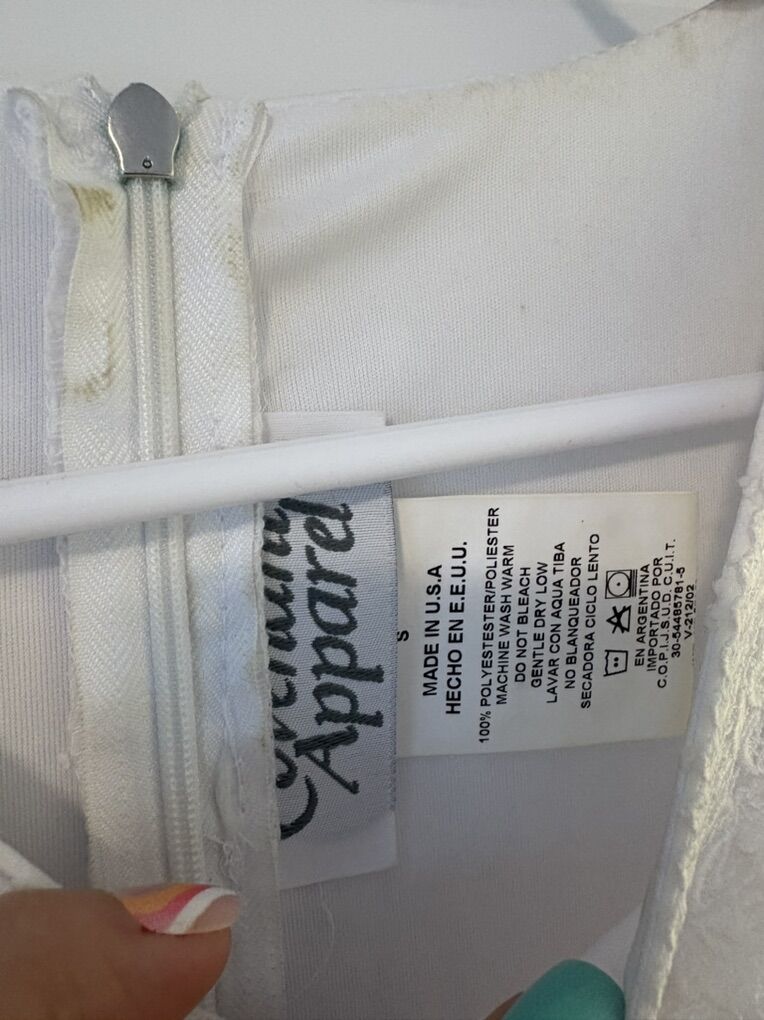 Apparel
S
MADE IN U.S.A
HECHO EN E.E.U.U.
100% POLYESTESTER/POLIESTER
MACHINE WASH WARM
DO NOT BLEACH
GENTLE DRY LOW
LAVAR CON AQUA TIBA
NO BLANQUEADOR
SECADORA CICLO LENTO
EN ARGENTINA
IMPORTADO POR
C.O.P.I.J.S.U.D. C.U.I.T.
30-54485781-5
V-212/02